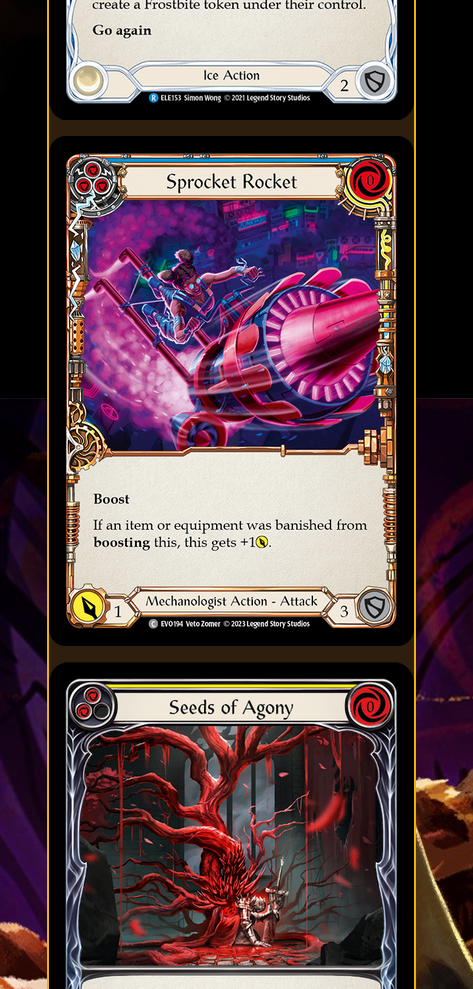 create a Frostbite token under their control.
Go again
Ice Action
2
R ELE153 Simon Wong © 2021 Legend Story Studios
Sprocket Rocket
0
Boost
If an item or equipment was banished from
boosting this, this gets +1.
1
Mechanologist Action - Attack
3
C EVO194 Veto Zomer © 2023 Legend Story Studios
Seeds of Agony
0